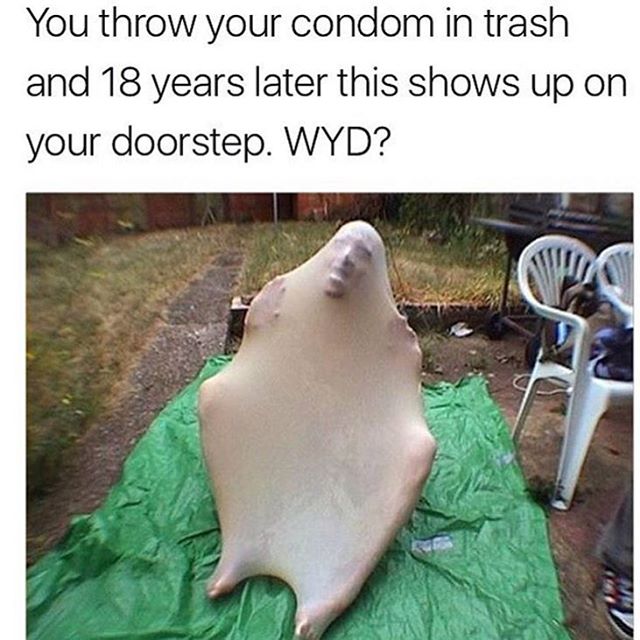 You throw your condom in trash
and 18 years later this shows up on
your doorstep. WYD?